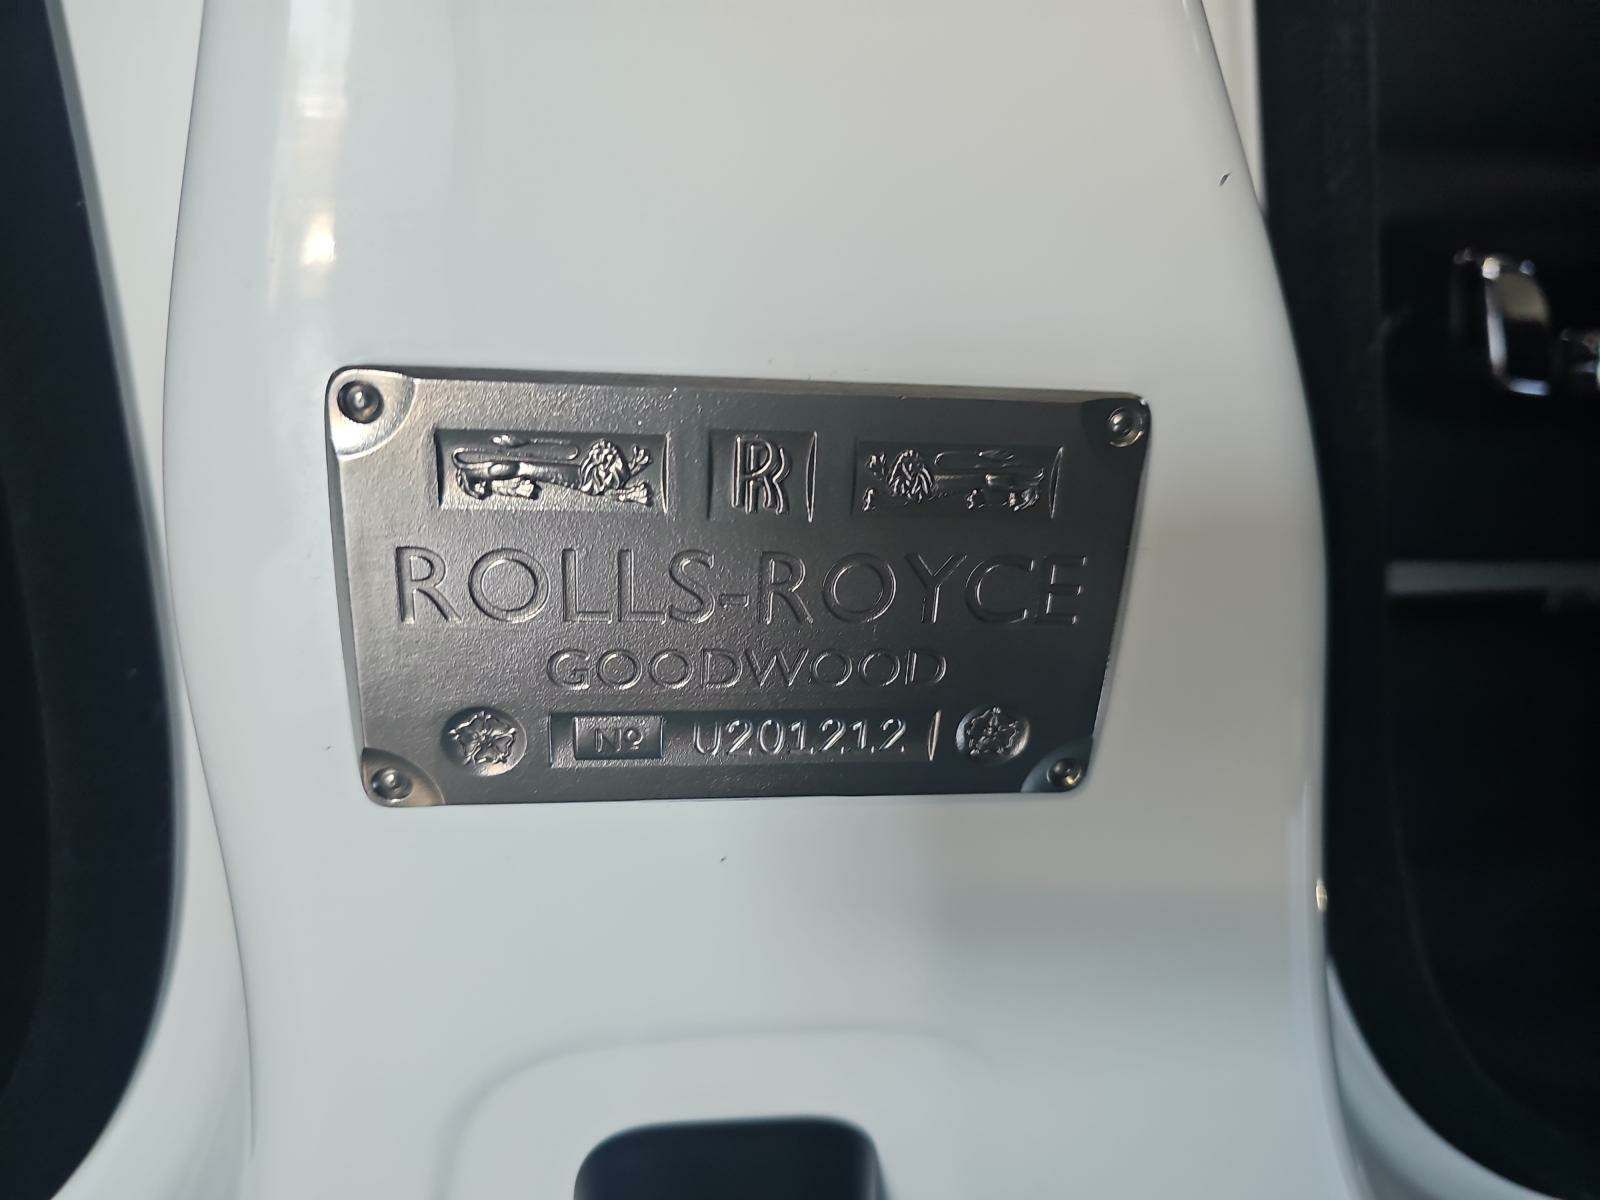 RR
ROLLS-ROYCE
GOODWOOD
Nº U201212